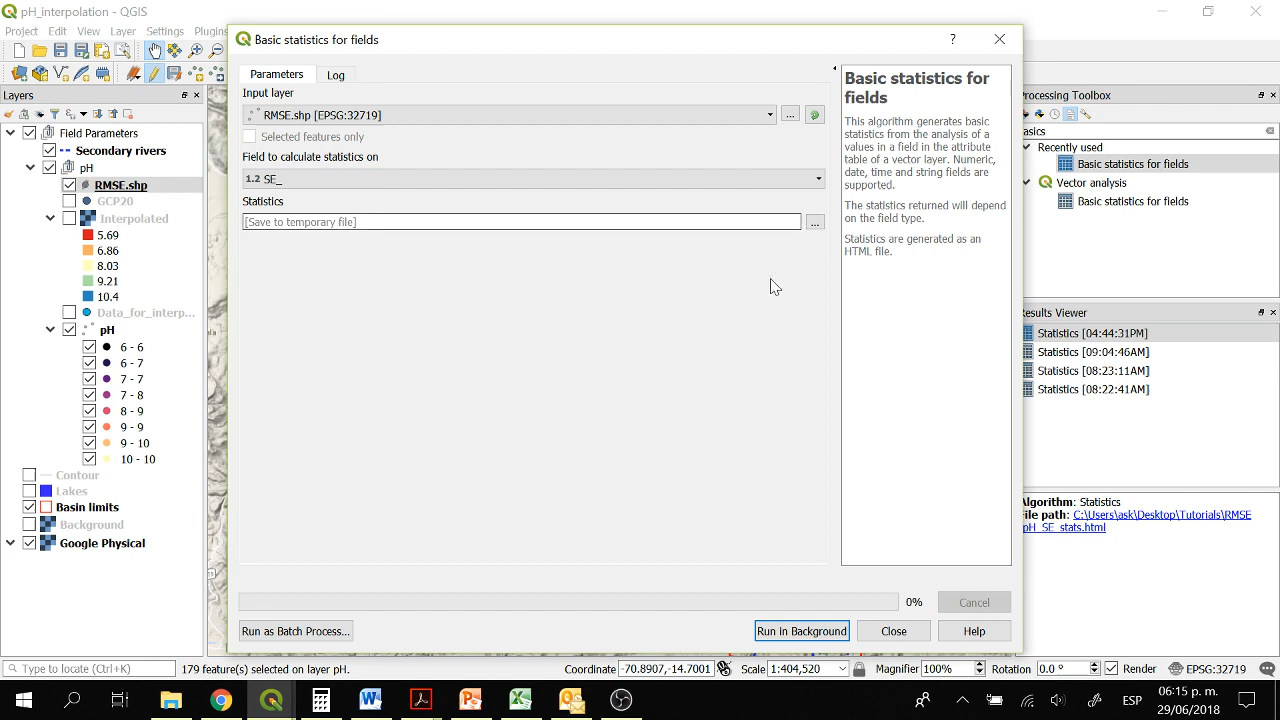 pH_interpolation - QGIS
Project Edit View Layer Settings Plugins
Basic statistics for fields
?
Parameters Log
Input layer
RMSE.shp [EPSG:32719]
...
Selected features only
Field to calculate statistics on
1.2 SE_
Statistics
[Save to temporary file]
...
Basic statistics for
fields
This algorithm generates basic
statistics from the analysis of a
values in a field in the attribute
table of a vector layer. Numeric,
date, time and string fields are
supported.
The statistics returned will depend
on the field type.
Statistics are generated as an
HTML file.
0%
Cancel
Run as Batch Process...
Run in Background
Close
Help
Layers
Field Parameters
Secondary rivers
pH
RMSE.shp
GCP20
Interpolated
5.69
6.86
8.03
9.21
10.4
Data_for_interp...
pH
6 - 6
6 - 7
7 - 7
7 - 8
8 - 9
9 - 9
9 - 10
10 - 10
Contour
Lakes
Basin limits
Background
Google Physical
Processing Toolbox
asics
Recently used
Basic statistics for fields
Vector analysis
Basic statistics for fields
Results Viewer
Statistics [04:44:31PM]
Statistics [09:04:46AM]
Statistics [08:23:11AM]
Statistics [08:22:41AM]
Algorithm: Statistics
File path: C:\Users\ask\Desktop\Tutorials\RMSE
pH_SE_stats.html
Type to locate (Ctrl+K)
179 feature(s) selected on layer pH.
Coordinate -70.8907,-14.7001
Scale 1:404,520
Magnifier 100%
Rotation 0.0 °
Render
EPSG:32719
ESP
06:15 p. m.
29/06/2018